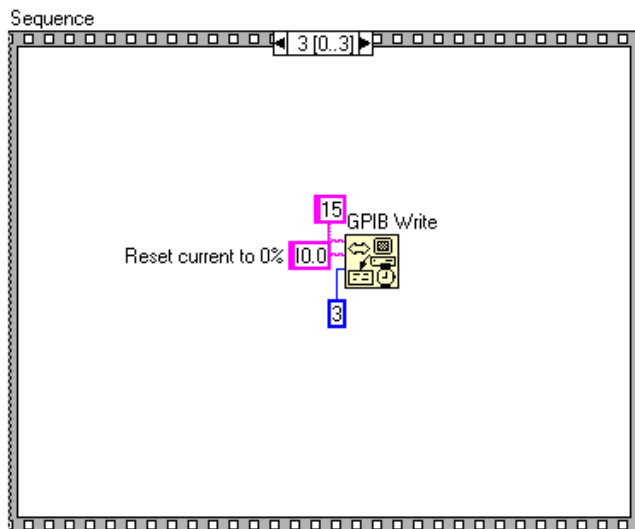 Sequence
3 [0..3]
15
GPIB Write
Reset current to 0% I0.0
3